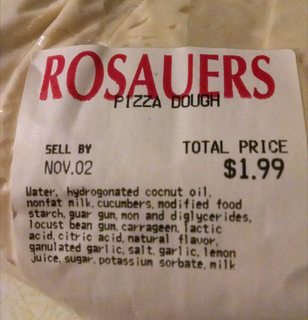 ROSAUERS
PIZZA DOUGH
SELL BY
TOTAL PRICE
NOV.02
$1.99
Water, hydrogonated coconut oil,
nonfat milk, cucumbers, modified food
starch, guar gum, mon and diglycerides,
locust bean gum, carrageen, lactic
acid, citric acid, natural flavor,
ganulated garlic, salt, garlic, lemon
juice, sugar, potassium sorbate, milk